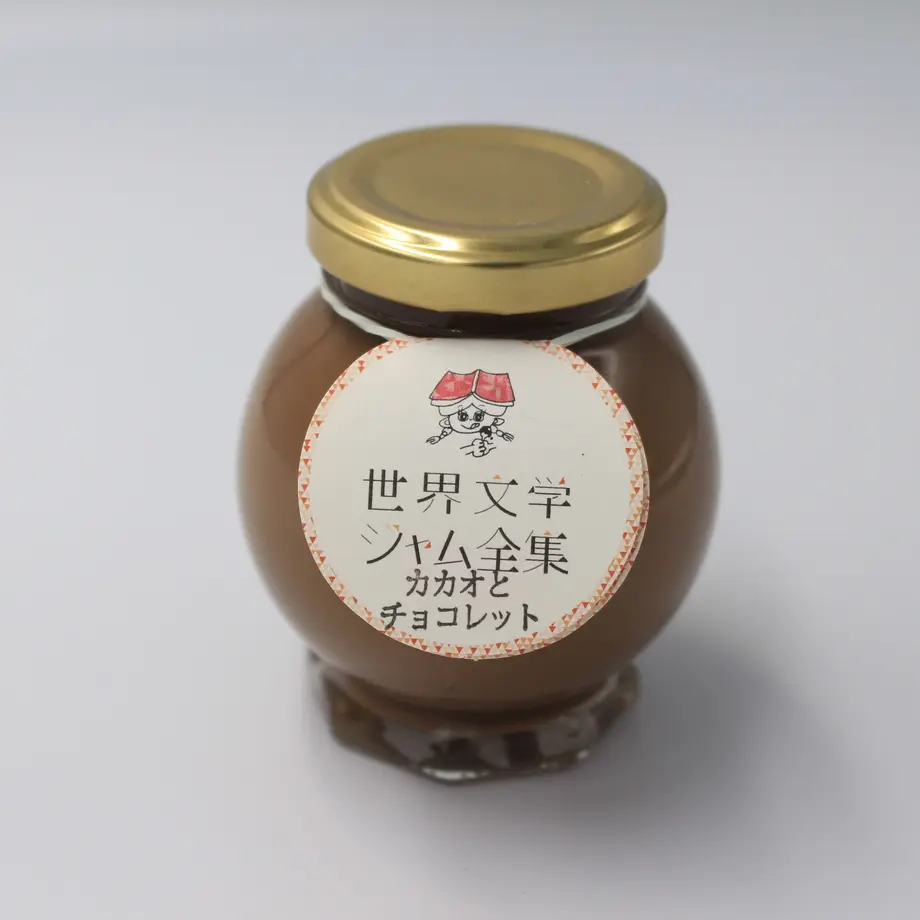 世界文学
ジャム全集
カカオと
チョコレット